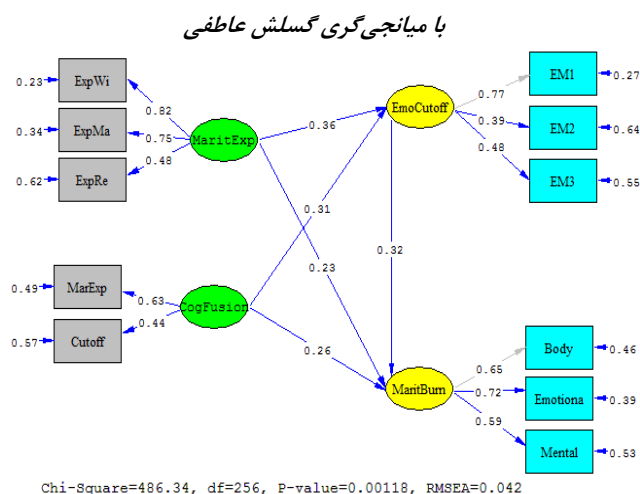 با میانجی‌گری گسلش عاطفی
0.23 ExpWi
0.34 ExpMa
0.62 ExpRe
0.82
0.75
0.48
MaritExp
0.36
EmoCutoff
0.77
0.39
0.48
EM1 0.27
EM2 0.64
EM3 0.55
0.31
0.23
0.32
0.49 MarExp
0.57 Cutoff
0.63
0.44
CogFusion
0.26
MaritBurn
0.65
0.72
0.59
Body 0.46
Emotiona 0.39
Mental 0.53
Chi-Square=486.34, df=256, P-value=0.00118, RMSEA=0.042